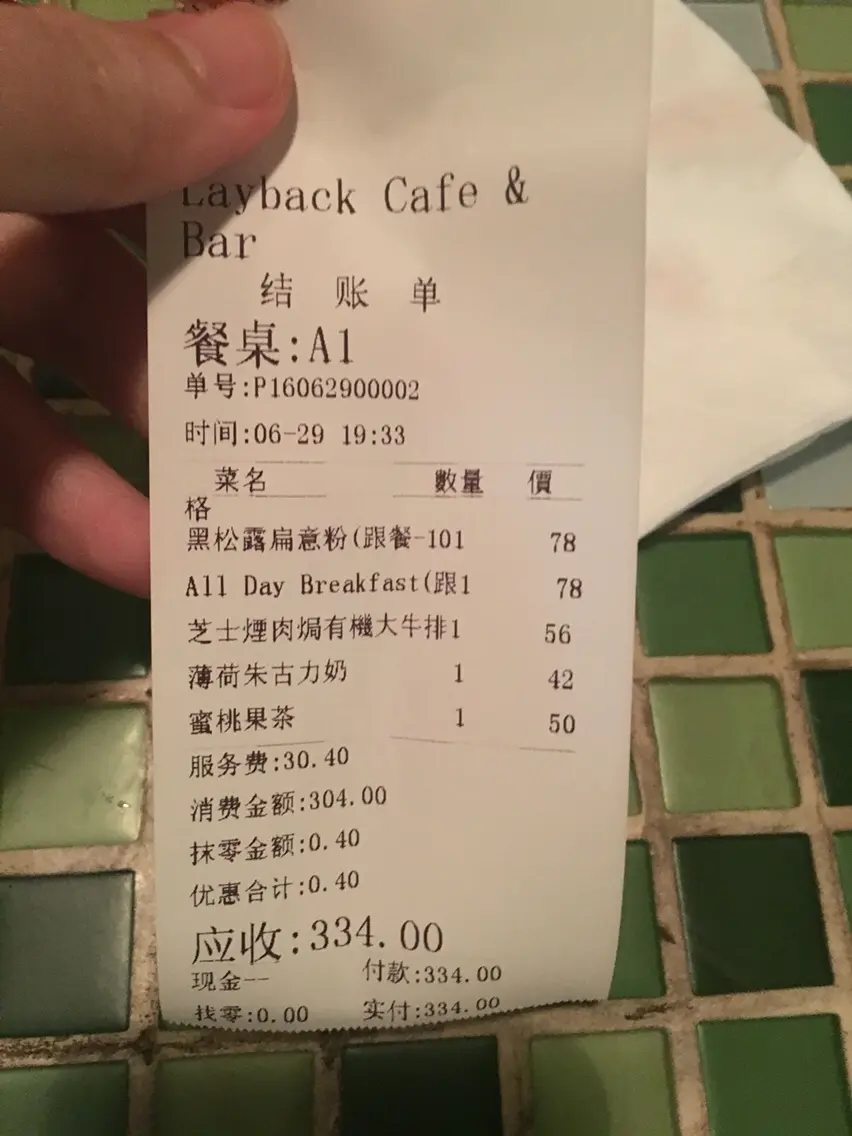 Layback Cafe &
Bar
结 账 单
餐桌:A1
单号:P16062900002
时间:06-29 19:33
菜名 數量 價
格
黑松露扁意粉(跟餐-101 78
All Day Breakfast(跟1 78
芝士煙肉焗有機大牛排1 56
薄荷朱古力奶 1 42
蜜桃果茶 1 50
服务费:30.40
消费金额:304.00
抹零金额:0.40
优惠合计:0.40
应收:334.00
现金-- 付款:334.00
找零:0.00 实付:334.00